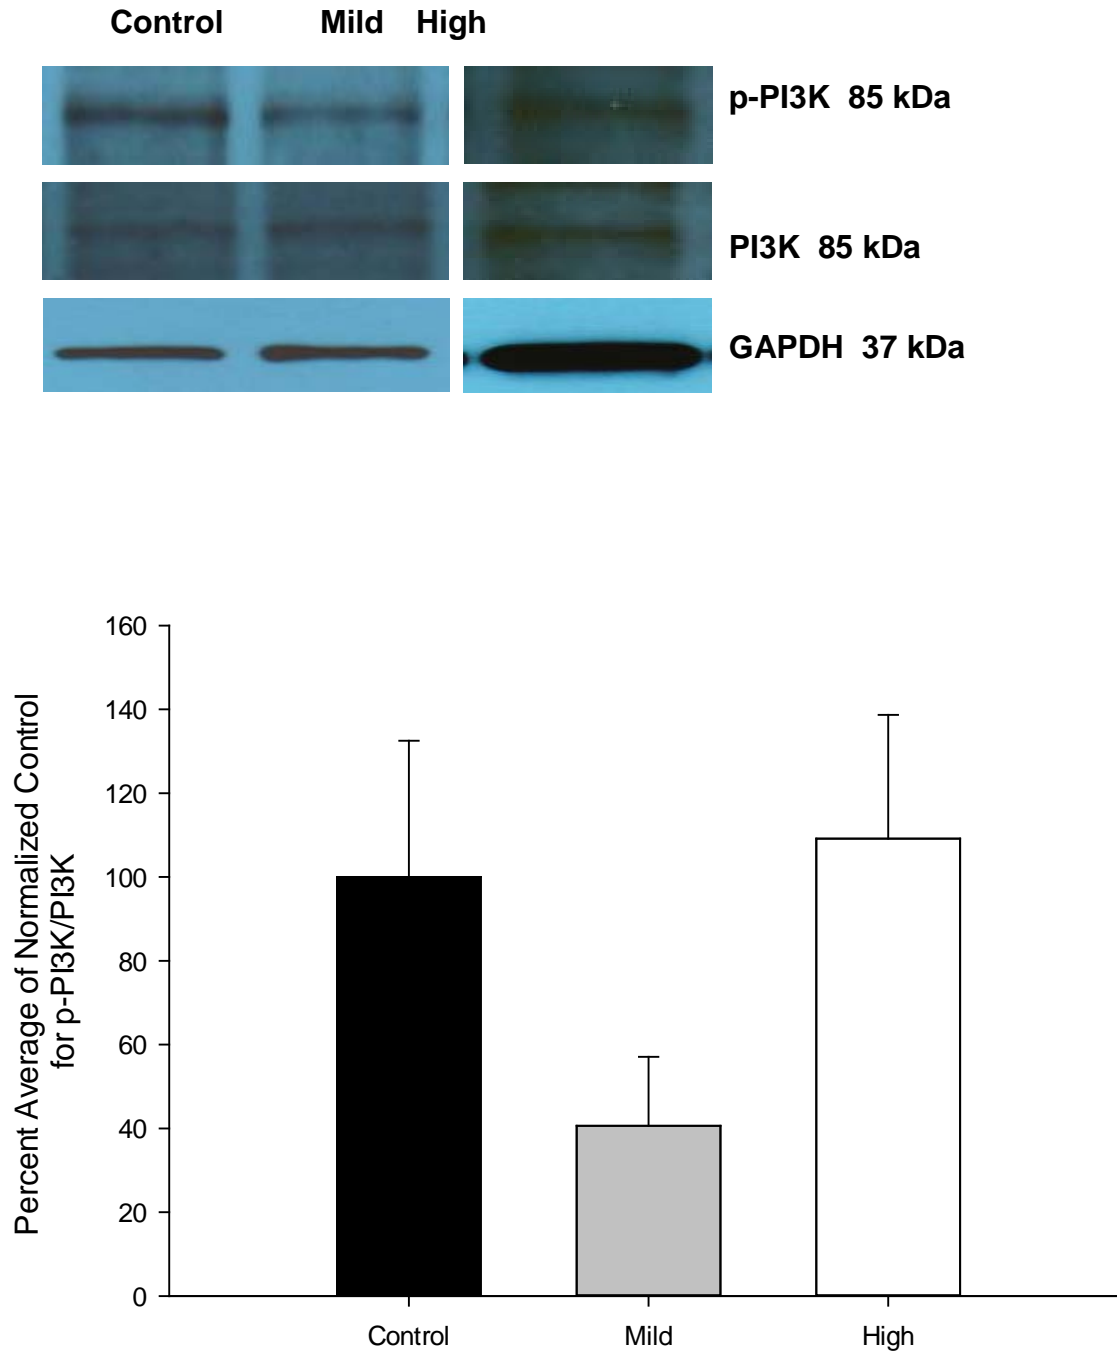 Control Mild High
p-PI3K 85 kDa
PI3K 85 kDa
GAPDH 37 kDa
160
140
120
100
80
60
40
20
0
Percent Average of Normalized Control
for p-PI3K/PI3K
Control Mild High